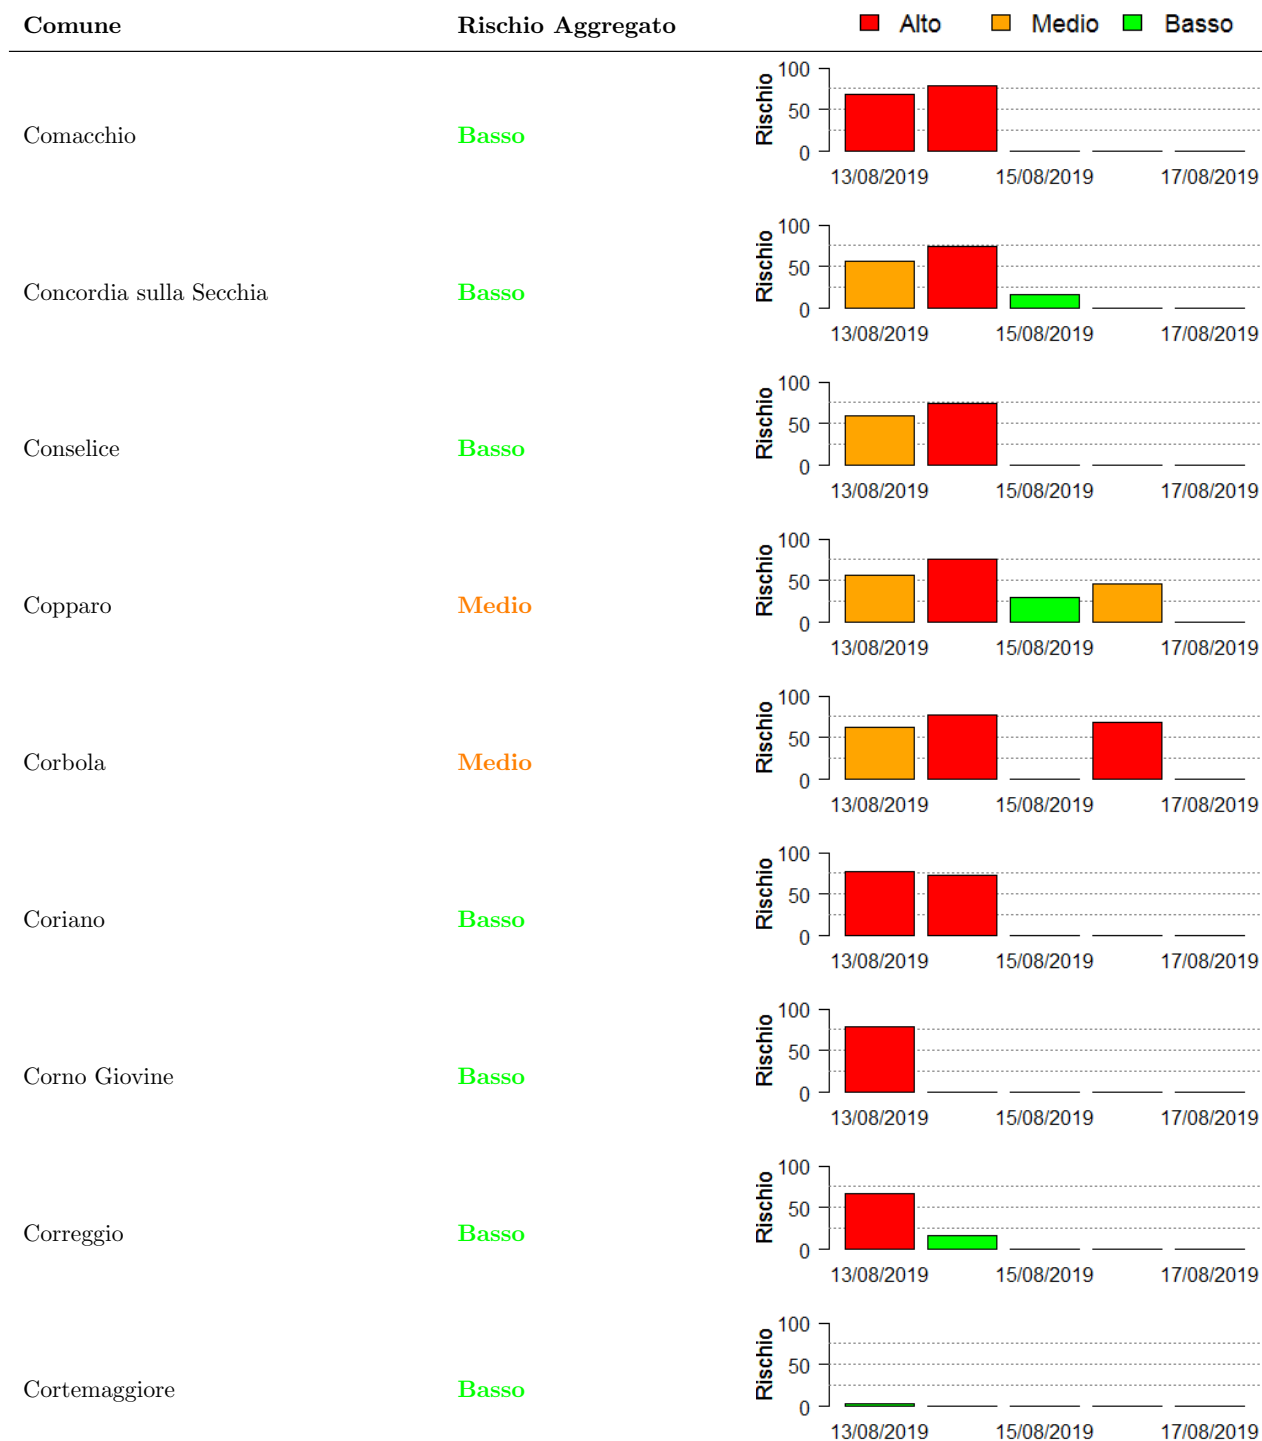 Comune Rischio Aggregato Alto Medio Basso
Comacchio Basso
Rischio
100
50
0
13/08/2019 15/08/2019 17/08/2019
Concordia sulla Secchia Basso
Rischio
100
50
0
13/08/2019 15/08/2019 17/08/2019
Conselice Basso
Rischio
100
50
0
13/08/2019 15/08/2019 17/08/2019
Copparo Medio
Rischio
100
50
0
13/08/2019 15/08/2019 17/08/2019
Corbola Medio
Rischio
100
50
0
13/08/2019 15/08/2019 17/08/2019
Coriano Basso
Rischio
100
50
0
13/08/2019 15/08/2019 17/08/2019
Corno Giovine Basso
Rischio
100
50
0
13/08/2019 15/08/2019 17/08/2019
Correggio Basso
Rischio
100
50
0
13/08/2019 15/08/2019 17/08/2019
Cortemaggiore Basso
Rischio
100
50
0
13/08/2019 15/08/2019 17/08/2019